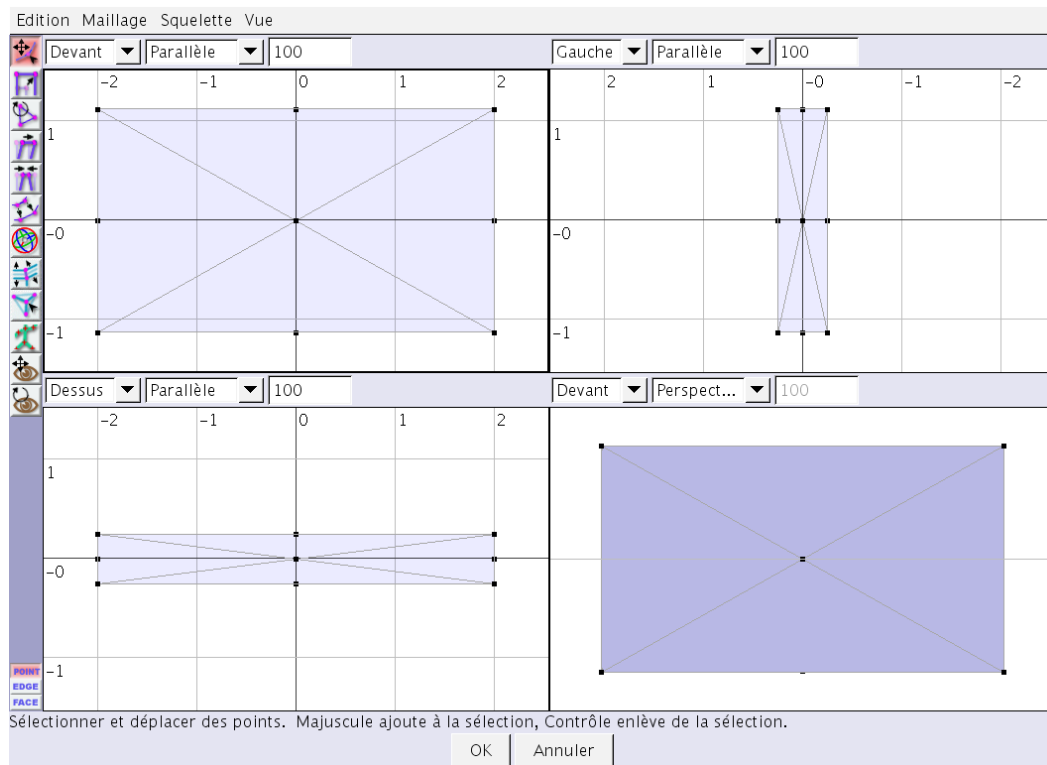 Edition Maillage Squelette Vue
Devant Parallèle 100
Gauche Parallèle 100
-2 -1 0 1 2
1
-0
-1
2 1 -0 -1 -2
1
-0
-1
Dessus Parallèle 100
Devant Perspect... 100
-2 -1 0 1 2
1
-0
-1
POINT
EDGE
FACE
Sélectionner et déplacer des points. Majuscule ajoute à la sélection, Contrôle enlève de la sélection.
OK Annuler